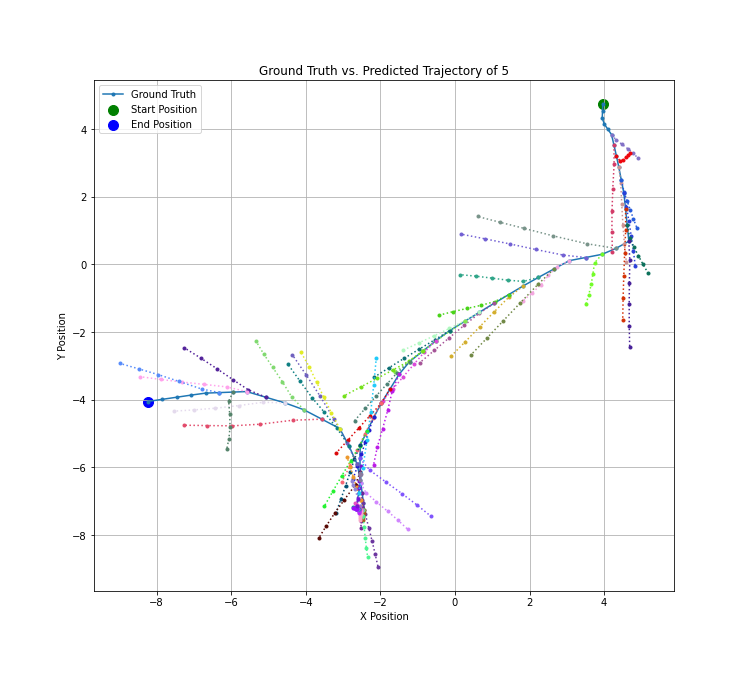 Ground Truth vs. Predicted Trajectory of 5
Ground Truth
Start Position
End Position
Y Position
4
2
0
−2
−4
−6
−8
−8
−6
−4
−2
0
2
4
X Position